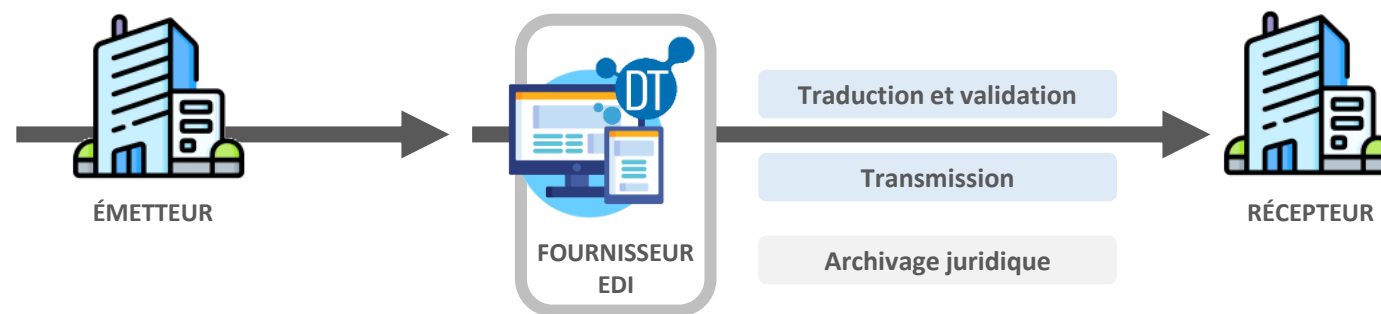 DT
Traduction et validation
Transmission
ÉMETTEUR
RÉCEPTEUR
FOURNISSEUR
EDI
Archivage juridique